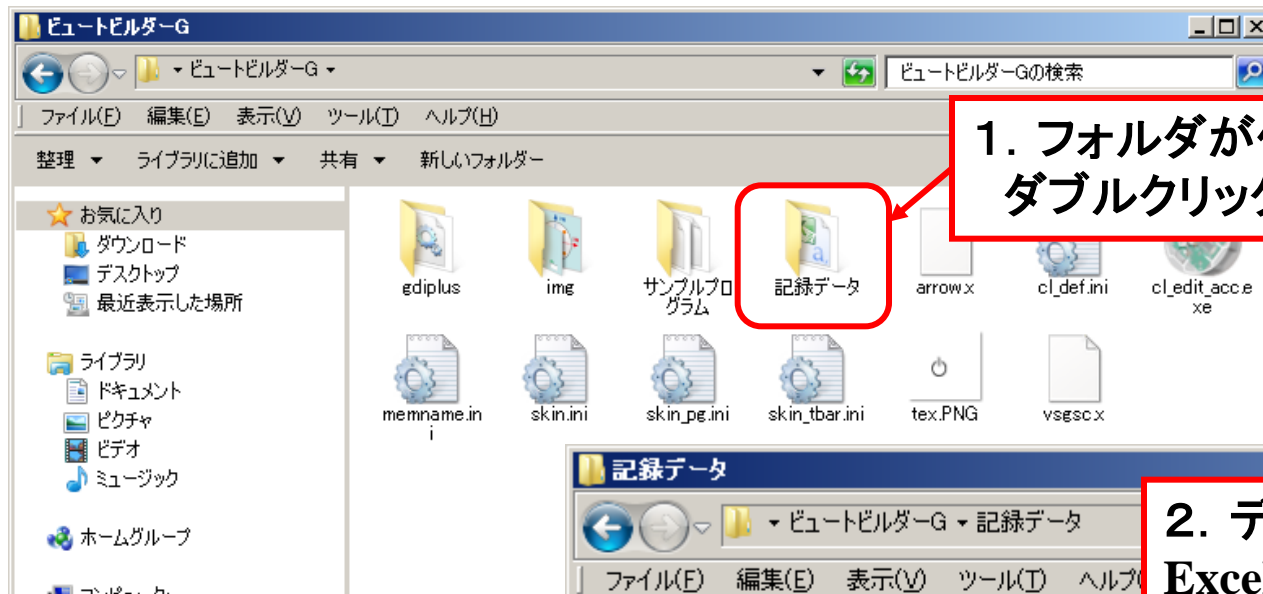 ビュートビルダーG
ビュートビルダーG
ビュートビルダーGの検索
ファイル(F) 編集(E) 表示(V) ツール(T) ヘルプ(H)
整理 ライブラリに追加 共有 新しいフォルダー
1. フォルダが
ダブルクリック
お気に入り
ダウンロード
デスクトップ
最近表示した場所
ライブラリ
ドキュメント
ピクチャ
ビデオ
ミュージック
ホームグループ
gdiplus
img
サンプルプロ
グラム
記録データ
arrow.x
cl_def.ini
cl_edit_acc.e
xe
memname.in
i
skin.ini
skin_pg.ini
skin_tbar.ini
tex.PNG
vsgsc.x
記録データ
ビュートビルダーG 記録データ
ファイル(F) 編集(E) 表示(V) ツール(T) ヘルプ(
2. デ
Excel